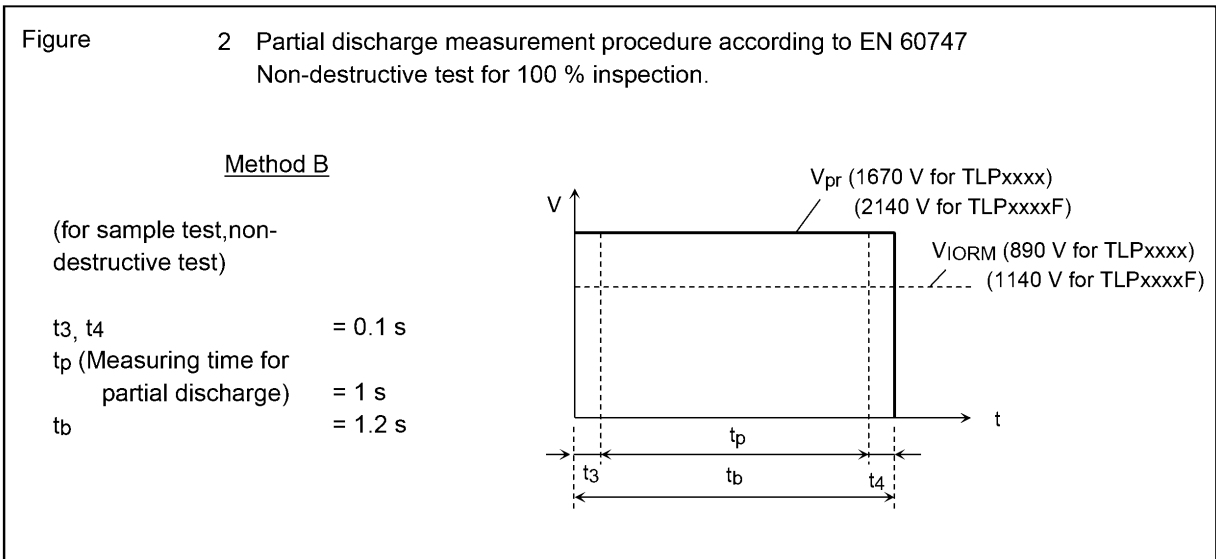 Figure 2 Partial discharge measurement procedure according to EN 60747
Non-destructive test for 100 % inspection.
Method B
(for sample test,non-
destructive test)
t3, t4 = 0.1 s
tp (Measuring time for
partial discharge) = 1 s
tb = 1.2 s
V
Vpr (1670 V for TLPxxxx)
(2140 V for TLPxxxxF)
VIORM (890 V for TLPxxxx)
(1140 V for TLPxxxxF)
t
tp
t3
tb
t4